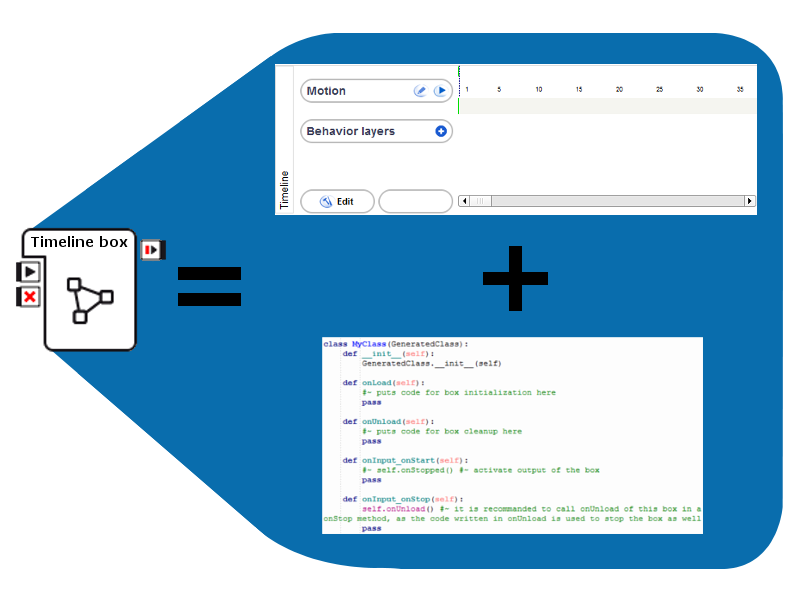 Timeline box
Timeline
Motion
1 5 10 15 20 25 30 35
Behavior layers
Edit
class MyClass(GeneratedClass):
def __init__(self):
GeneratedClass.__init__(self)
def onLoad(self):
#~ puts code for box initialization here
pass
def onUnload(self):
#~ puts code for box cleanup here
pass
def onInput_onStart(self):
#~ self.onStopped() #~ activate output of the box
pass
def onInput_onStop(self):
self.onUnload() #~ it is recommanded to call onUnload of this box in a
onStop method, as the code written in onUnload is used to stop the box as well
pass